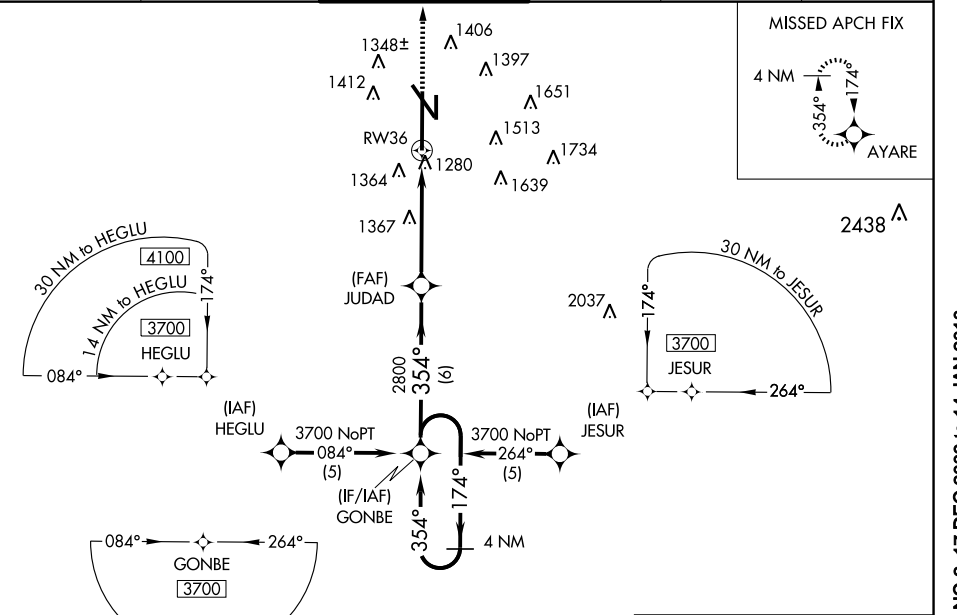 MISSED APCH FIX
4 NM
174°
354°
AYARE
1406
1348±
1397
1412
1651
1513
RW36
1734
1280
1364
1639
1367
2438
30 NM to HEGLU
4100
14 NM to HEGLU
174°
3700
HEGLU
084°
(FAF)
JUDAD
2037
30 NM to JESUR
174°
3700
JESUR
264°
2800
354°
(6)
(IAF)
HEGLU
3700 NoPT
084°
(5)
3700 NoPT
264°
(5)
(IAF)
JESUR
(IF/IAF)
GONBE
354°
174°
4 NM
084°
264°
GONBE
3700